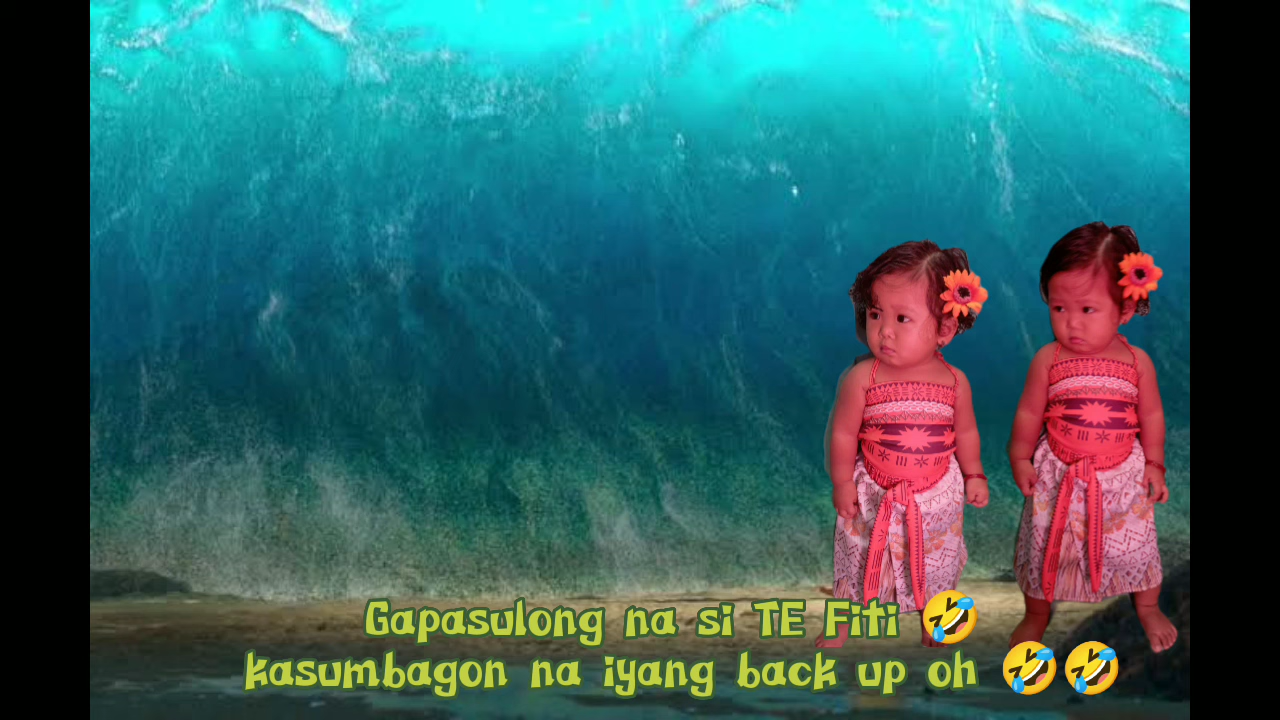 Gapasulong na si TE Fiti 🤣
kasumbagon na iyang back up oh 🤣🤣